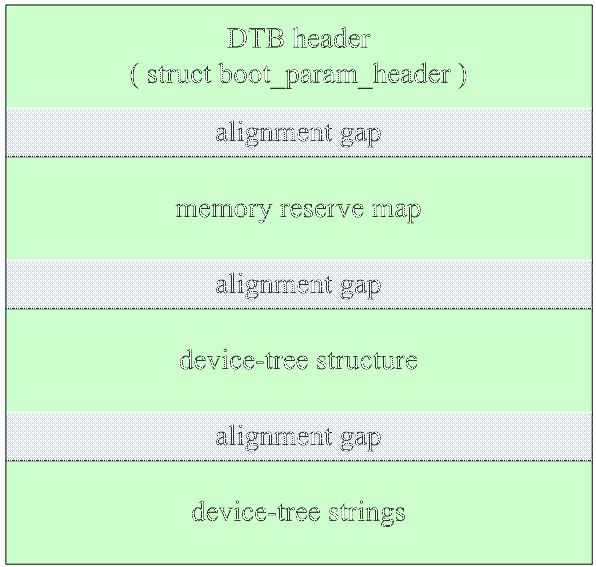 DTB header
( struct boot_param_header )
alignment gap
memory reserve map
alignment gap
device-tree structure
alignment gap
device-tree strings